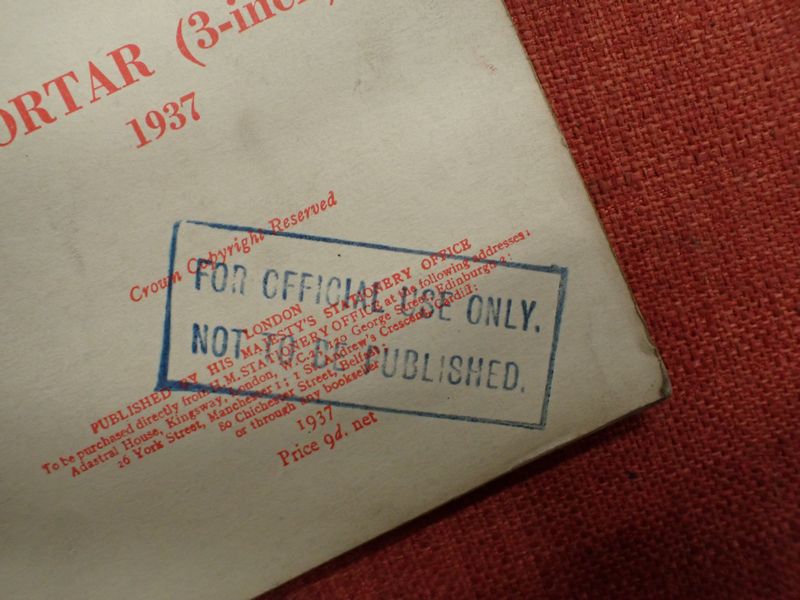 ORTAR (3-inch)
1937
Crown Copyright Reserved
LONDON
PUBLISHED BY HIS MAJESTY'S STATIONERY OFFICE
To be purchased directly from H.M. STATIONERY OFFICE at the following addresses:
Adastral House, Kingsway, London, W.C.2; 120 George Street, Edinburgh 2;
26 York Street, Manchester 1; 1 St. Andrew's Crescent, Cardiff;
80 Chichester Street, Belfast;
or through any bookseller
1937
Price 9d. net
FOR OFFICIAL USE ONLY.
NOT TO BE PUBLISHED.